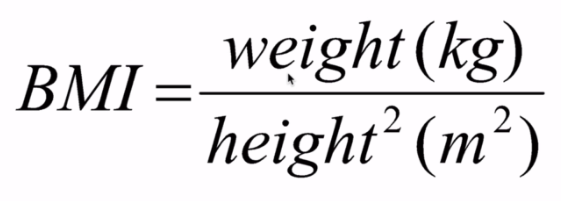 BMI = weight (kg)
height² (m²)